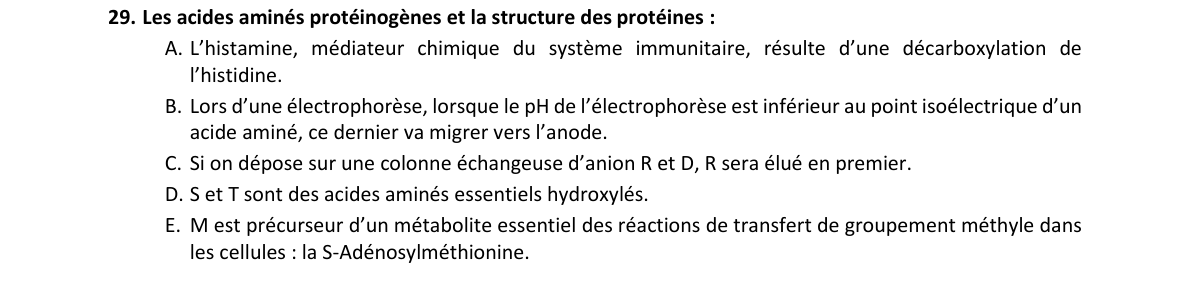 29. Les acides aminés protéinogènes et la structure des protéines :
A. L’histamine, médiateur chimique du système immunitaire, résulte d’une décarboxylation de
l’histidine.
B. Lors d’une électrophorèse, lorsque le pH de l’électrophorèse est inférieur au point isoélectrique d’un
acide aminé, ce dernier va migrer vers l’anode.
C. Si on dépose sur une colonne échangeuse d’anion R et D, R sera élué en premier.
D. S et T sont des acides aminés essentiels hydroxylés.
E. M est précurseur d’un métabolite essentiel des réactions de transfert de groupement méthyle dans
les cellules : la S-Adénosylméthionine.